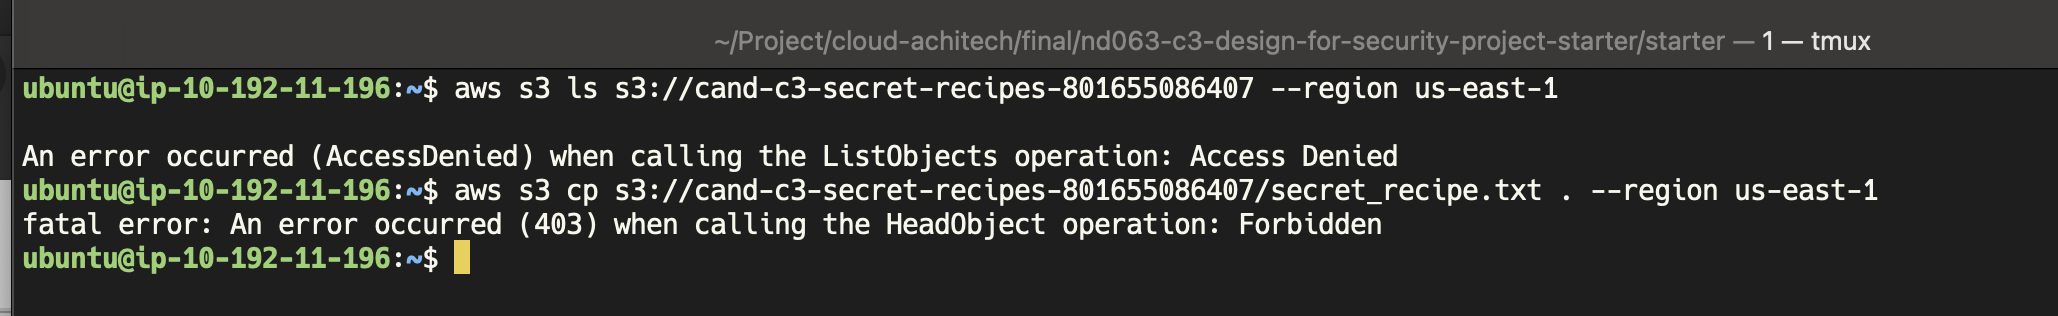 ~/Project/cloud-achitech/final/nd063-c3-design-for-security-project-starter/starter — 1 — tmux
ubuntu@ip-10-192-11-196:~$ aws s3 ls s3://cand-c3-secret-recipes-801655086407 --region us-east-1
An error occurred (AccessDenied) when calling the ListObjects operation: Access Denied
ubuntu@ip-10-192-11-196:~$ aws s3 cp s3://cand-c3-secret-recipes-801655086407/secret_recipe.txt . --region us-east-1
fatal error: An error occurred (403) when calling the HeadObject operation: Forbidden
ubuntu@ip-10-192-11-196:~$